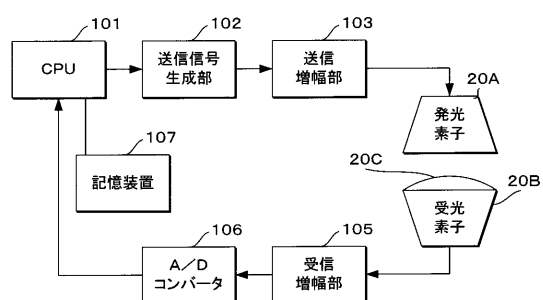 101
CPU
102
送信信号
生成部
103
送信
増幅部
20A
発光
素子
107
記憶装置
20C
20B
受光
素子
106
A/D
コンバータ
105
受信
増幅部